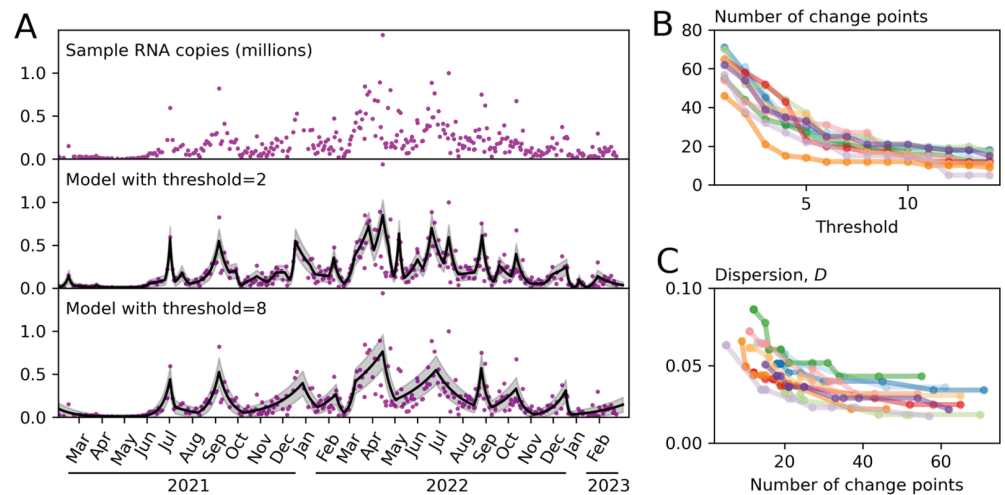 A
Sample RNA copies (millions)
1.0
0.5
0.0
Model with threshold=2
1.0
0.5
0.0
Model with threshold=8
1.0
0.5
0.0
Mar Apr May Jun Jul Aug Sep Oct Nov Dec Jan Feb Mar Apr May Jun Jul Aug Sep Oct Nov Dec Jan Feb
2021 2022 2023
B
Number of change points
80
60
40
20
0
5 10
Threshold
C
Dispersion, D
0.10
0.05
0.00
20 40 60
Number of change points